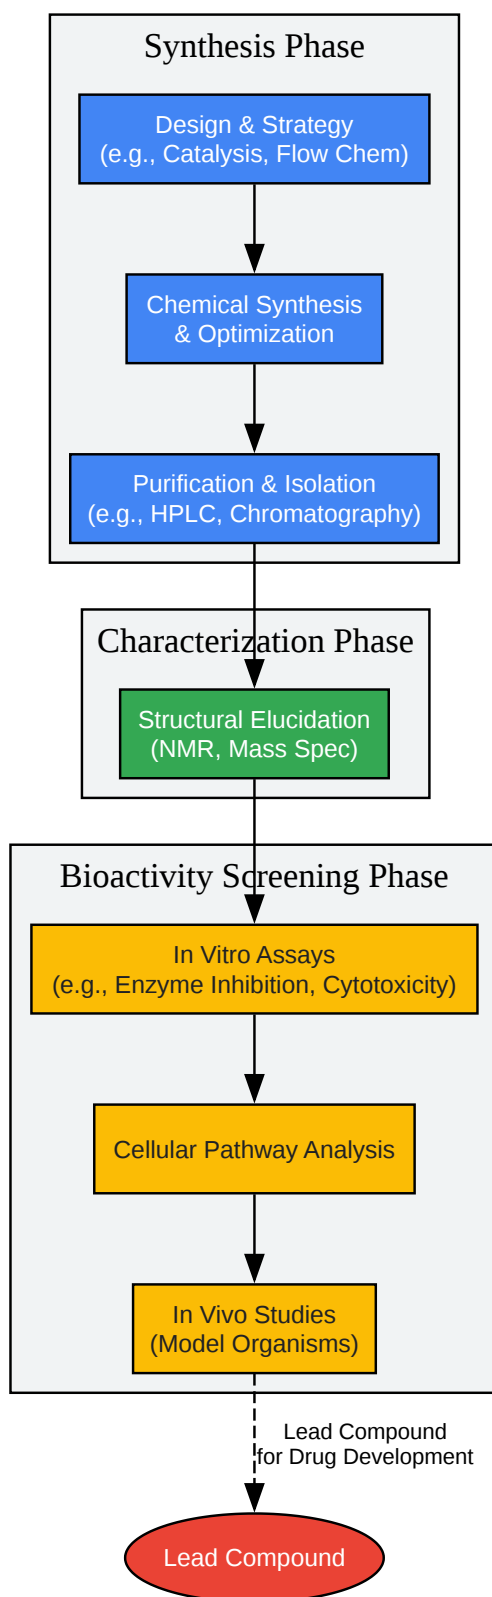 Synthesis Phase
Design & Strategy
(e.g., Catalysis, Flow Chem)
Chemical Synthesis
& Optimization
Purification & Isolation
(e.g., HPLC, Chromatography)
Characterization Phase
Structural Elucidation
(NMR, Mass Spec)
Bioactivity Screening Phase
In Vitro Assays
(e.g., Enzyme Inhibition, Cytotoxicity)
Cellular Pathway Analysis
In Vivo Studies
(Model Organisms)
Lead Compound
for Drug Development
Lead Compound